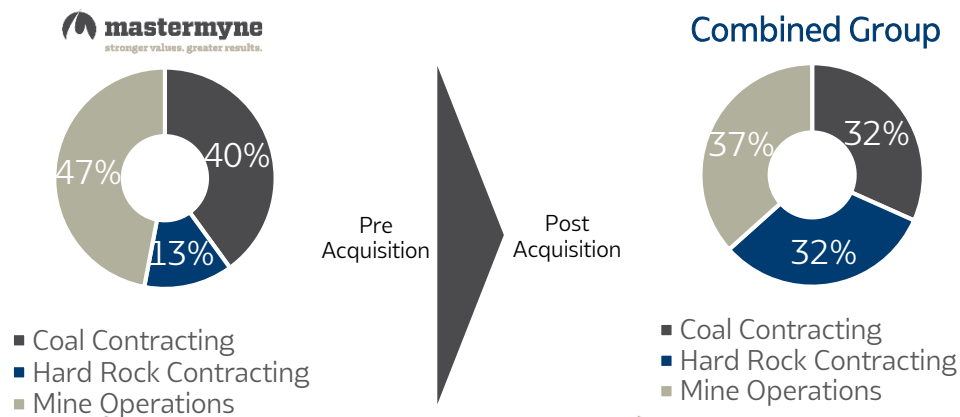 mastermyne
stronger values. greater results.
40%
13%
47%
Coal Contracting
Hard Rock Contracting
Mine Operations
Pre
Acquisition
Post
Acquisition
Combined Group
32%
32%
37%
Coal Contracting
Hard Rock Contracting
Mine Operations